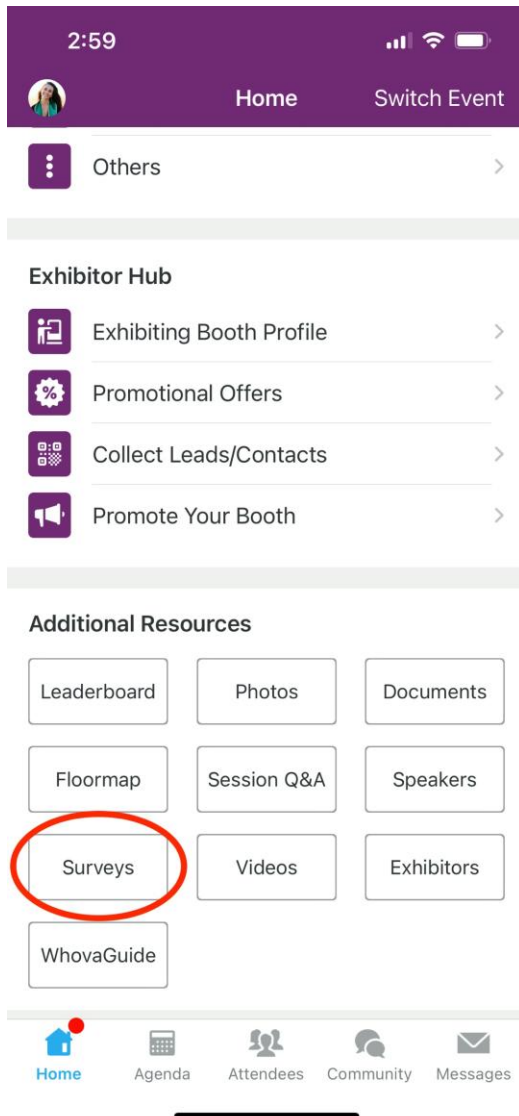 2:59
Home Switch Event
Others
Exhibitor Hub
Exhibiting Booth Profile
% Promotional Offers
Collect Leads/Contacts
Promote Your Booth
Additional Resources
Leaderboard Photos Documents
Floormap Session Q&A Speakers
Surveys Videos Exhibitors
WhovaGuide
Home Agenda Attendees Community Messages